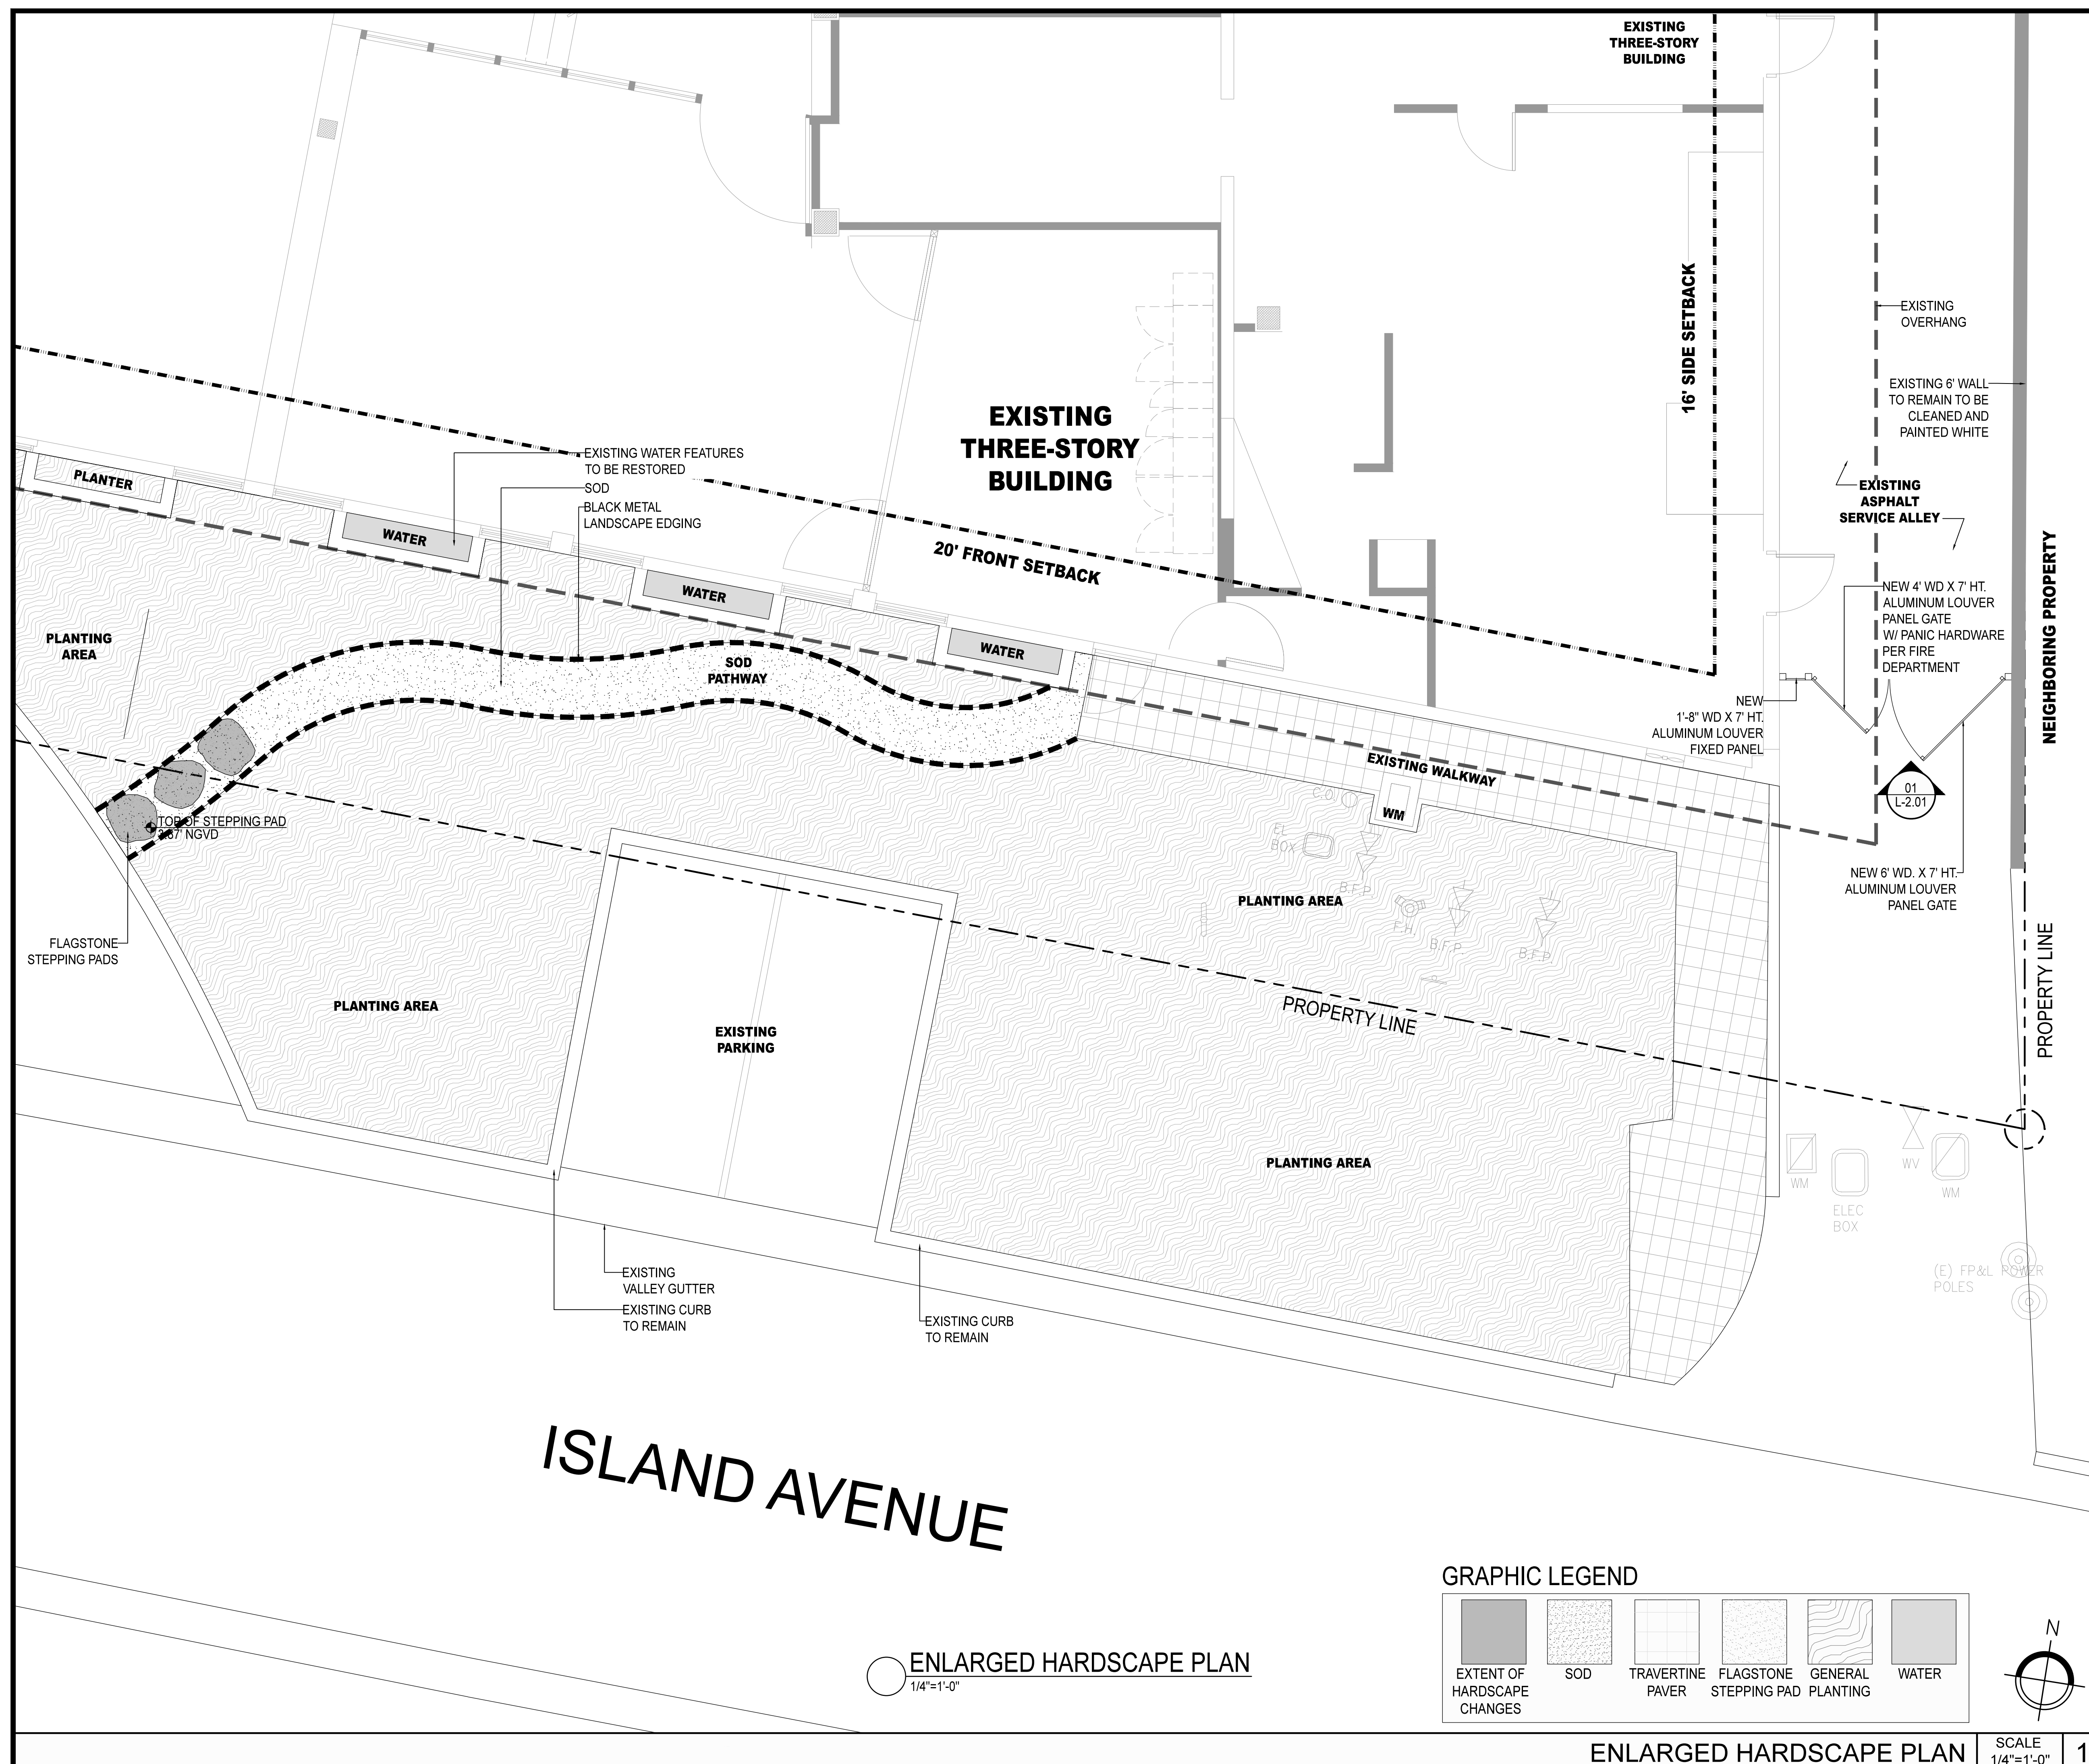 EXISTING
THREE-STORY
BUILDING
16' SIDE SETBACK
EXISTING
OVERHANG
EXISTING 6' WALL
TO REMAIN TO BE
CLEANED AND
PAINTED WHITE
EXISTING
ASPHALT
SERVICE ALLEY
NEIGHBORING PROPERTY
NEW 4' WD X 7' HT.
ALUMINUM LOUVER
PANEL GATE
W/ PANIC HARDWARE
PER FIRE
DEPARTMENT
NEW
1'-8" WD X 7' HT.
ALUMINUM LOUVER
FIXED PANEL
01
L-2.01
NEW 6' WD. X 7' HT.
ALUMINUM LOUVER
PANEL GATE
PROPERTY LINE
EXISTING
THREE-STORY
BUILDING
20' FRONT SETBACK
EXISTING WATER FEATURES
TO BE RESTORED
SOD
BLACK METAL
LANDSCAPE EDGING
PLANTER
WATER
WATER
WATER
PLANTING
AREA
SOD
PATHWAY
EXISTING WALKWAY
WM
C.O.
EL
BOX
B.F.P.
F.H.
B.F.P.
B.F.P.
TOP OF STEPPING PAD
3.67' NGVD
FLAGSTONE
STEPPING PADS
PLANTING AREA
PLANTING AREA
EXISTING
PARKING
PROPERTY LINE
PLANTING AREA
WM
ELEC
BOX
WV
WM
(E) FP&L POWER
POLES
EXISTING
VALLEY GUTTER
EXISTING CURB
TO REMAIN
EXISTING CURB
TO REMAIN
ISLAND AVENUE
GRAPHIC LEGEND
EXTENT OF
HARDSCAPE
CHANGES
SOD
TRAVERTINE
PAVER
FLAGSTONE
STEPPING PAD
GENERAL
PLANTING
WATER
N
ENLARGED HARDSCAPE PLAN
1/4"=1'-0"
ENLARGED HARDSCAPE PLAN
SCALE
1/4"=1'-0"
1